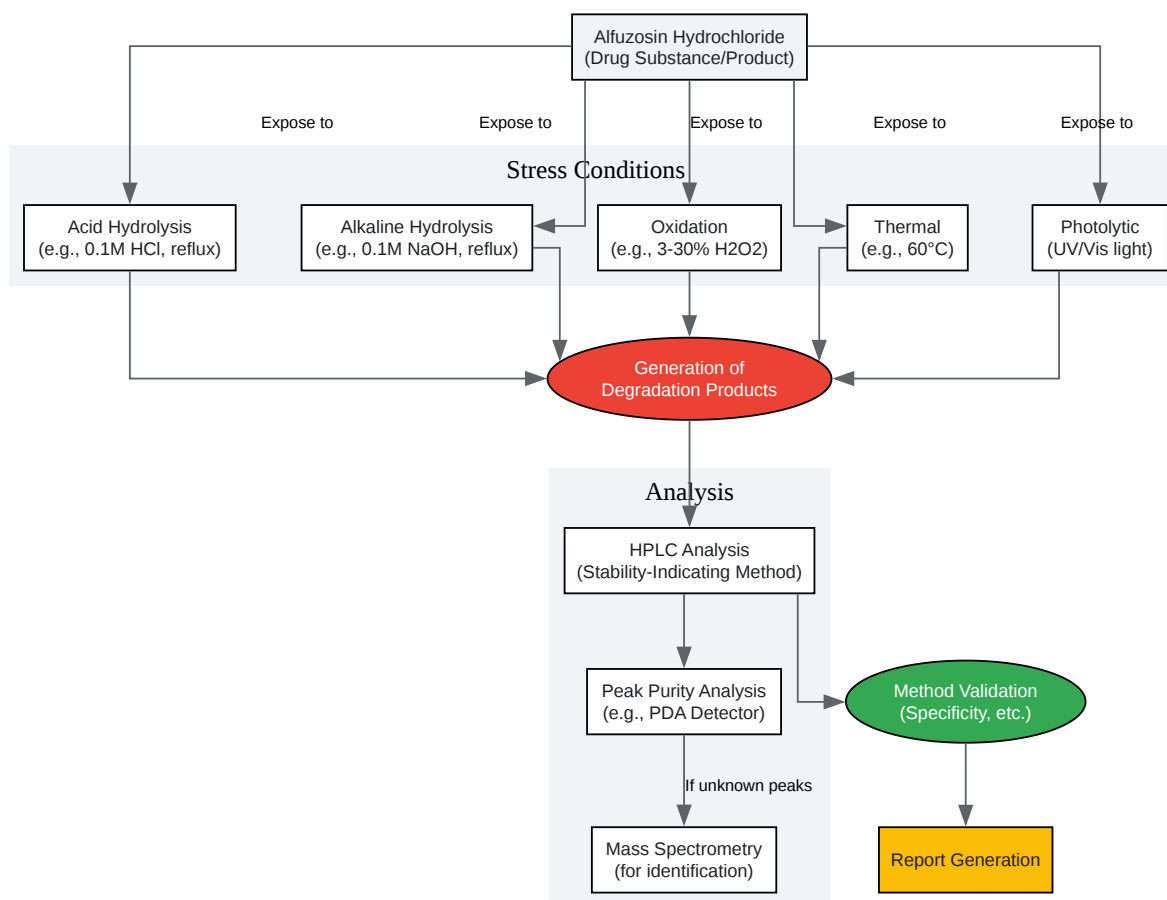 Alfuzosin Hydrochloride
(Drug Substance/Product)
Expose to
Expose to
Expose to
Expose to
Expose to
Stress Conditions
Acid Hydrolysis
(e.g., 0.1M HCl, reflux)
Alkaline Hydrolysis
(e.g., 0.1M NaOH, reflux)
Oxidation
(e.g., 3-30% H2O2)
Thermal
(e.g., 60°C)
Photolytic
(UV/Vis light)
Generation of
Degradation Products
Analysis
HPLC Analysis
(Stability-Indicating Method)
Peak Purity Analysis
(e.g., PDA Detector)
Method Validation
(Specificity, etc.)
If unknown peaks
Mass Spectrometry
(for identification)
Report Generation